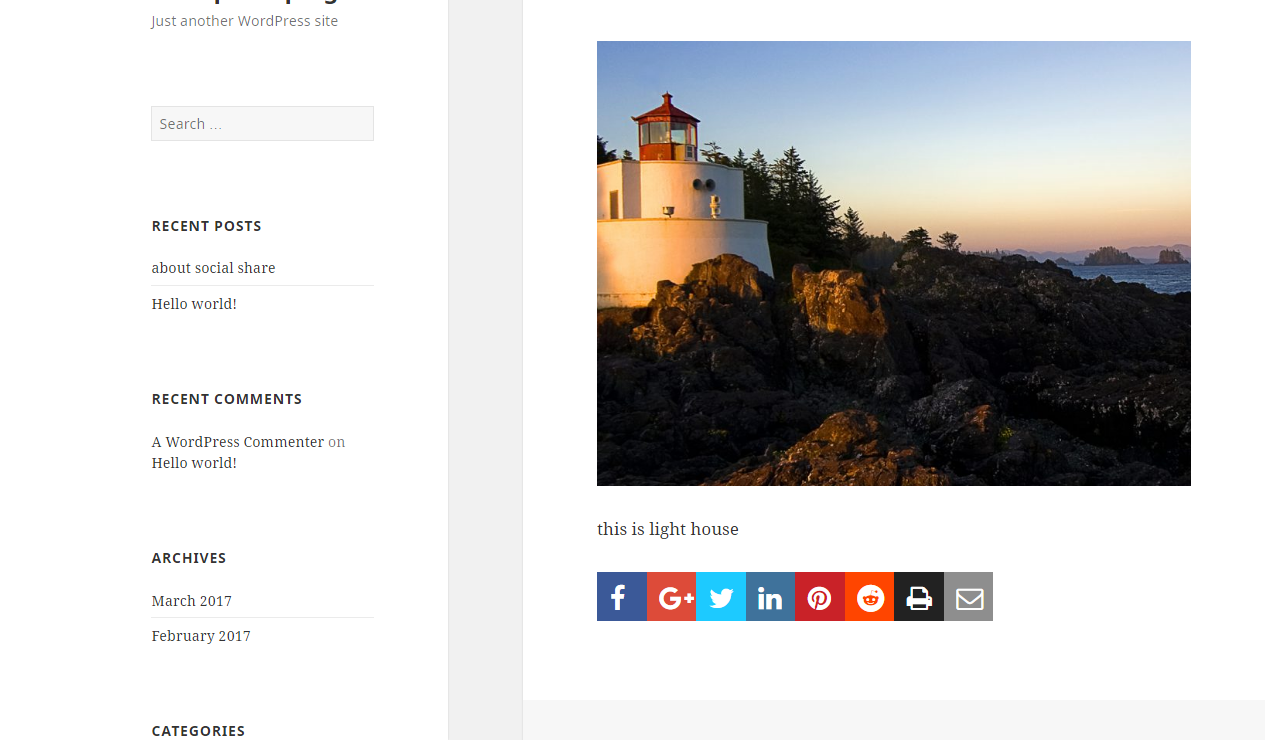 Just another WordPress site
Search …
RECENT POSTS
about social share
Hello world!
RECENT COMMENTS
A WordPress Commenter on
Hello world!
ARCHIVES
March 2017
February 2017
CATEGORIES
this is light house